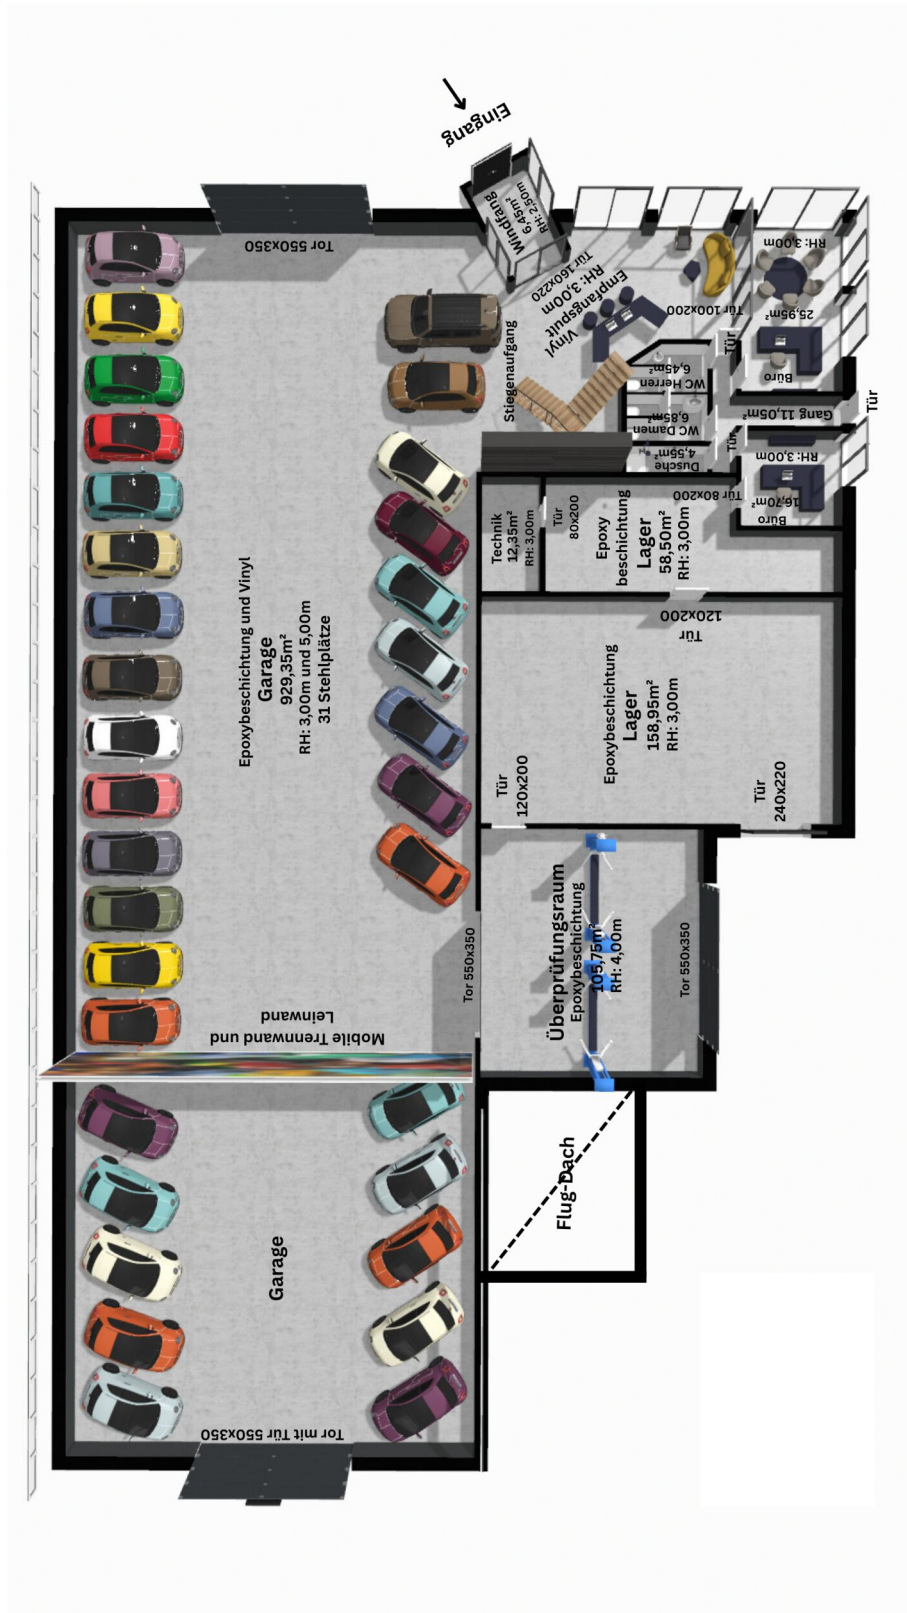 Eingang
Windfang
6,45m²
RH: 2,50m
Tür 160x220
RH: 3,00m
Empfangspult
Vinyl
Tor 550x350
Stiegenaufgang
Tür 100x200
RH: 3,00m
25,95m²
Büro
Tür
WC Herren
6,45m²
WC Damen
6,85m²
Dusche
4,55m²
Gang 11,05m²
Tür
Tür
RH: 3,00m
16,70m²
Büro
Tür 80x200
Technik
12,35m²
RH: 3,00m
Tür
80x200
Epoxy
beschichtung
Lager
58,50m²
RH: 3,00m
Tür
120x200
Epoxybeschichtung und Vinyl
Garage
929,35m²
RH: 3,00m und 5,00m
31 Stehlplätze
Epoxybeschichtung
Lager
158,95m²
RH: 3,00m
Tür
120x200
Tür
240x220
Überprüfungsraum
Epoxybeschichtung
105,75m²
RH: 4,00m
Tor 550x350
Tor 550x350
Mobile Trennwand und
Leinwand
Garage
Flug-Dach
Tor mit Tür 550x350